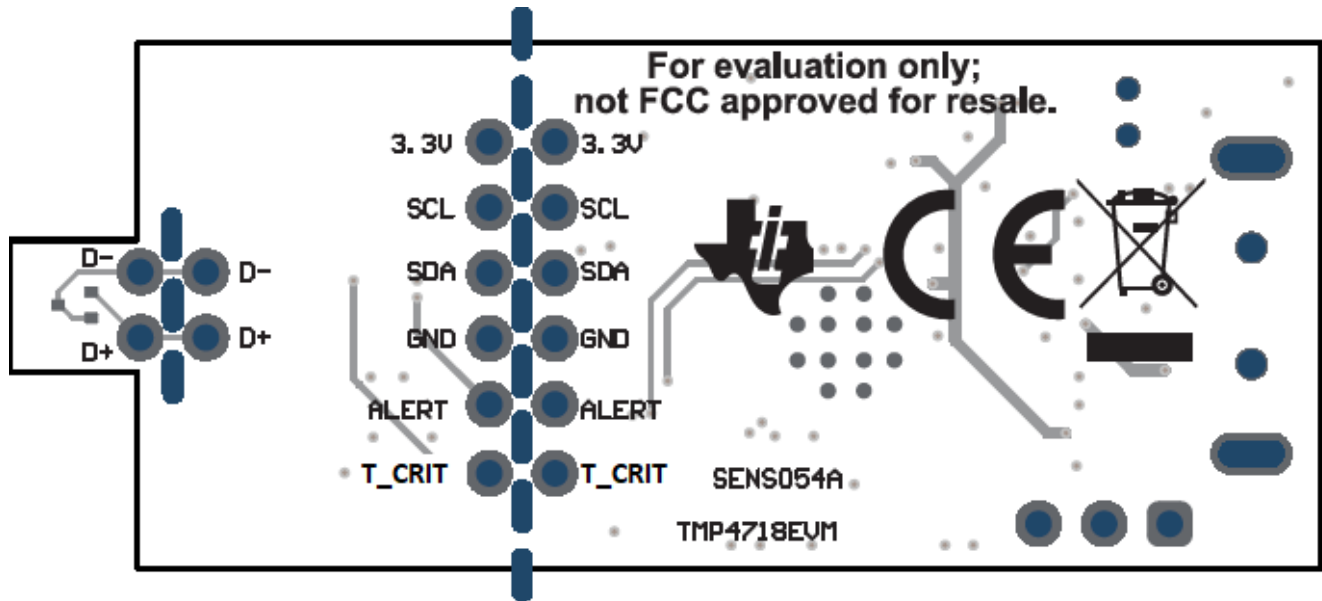 For evaluation only;
not FCC approved for resale.
3.3V 3.3V
SCL SCL
D- D- SDA SDA
D+ D+ GND GND
ALERT ALERT
T_CRIT T_CRIT
SENS054A
TMP4718EVM
CE